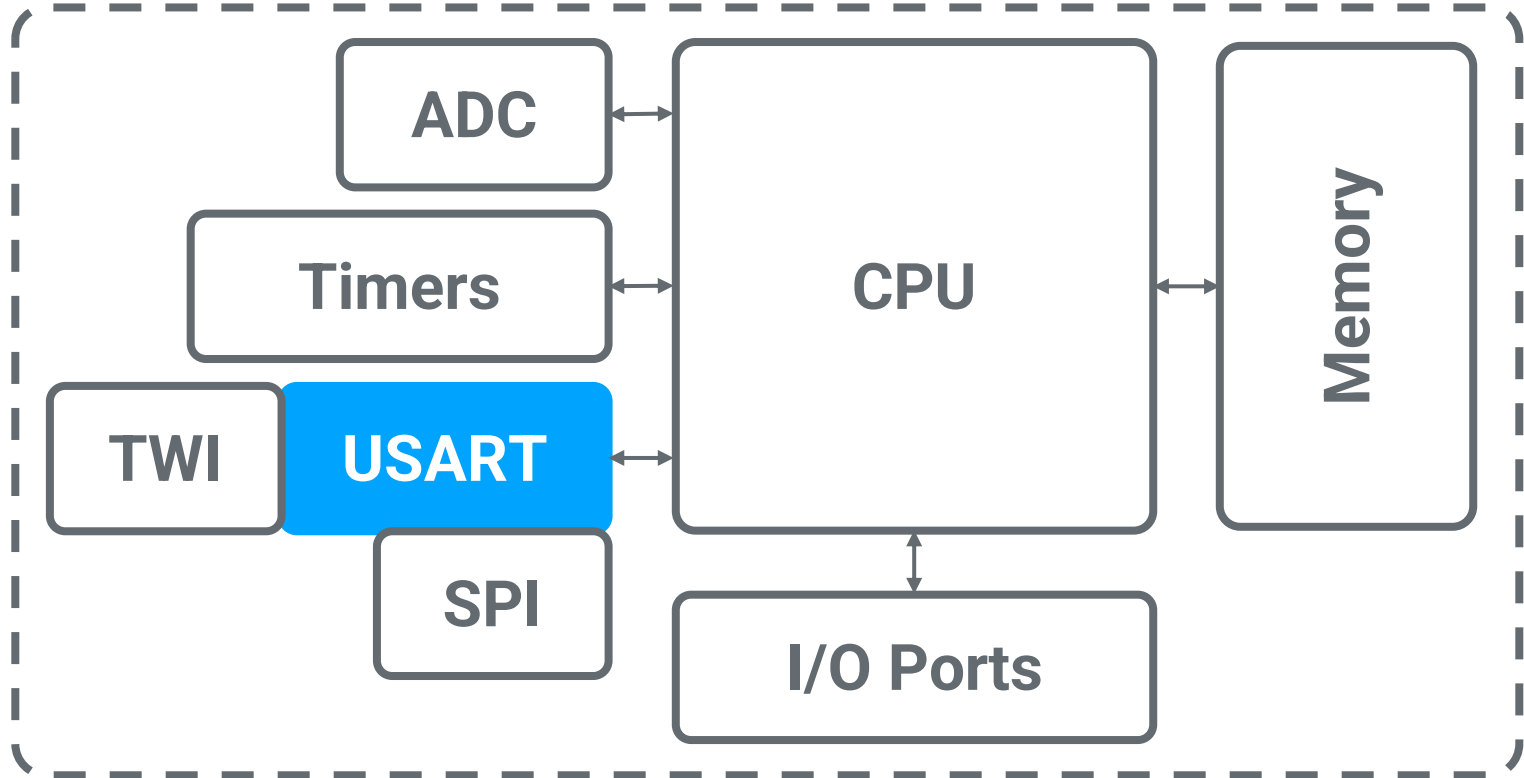 ADC
Timers
CPU
Memory
TWI
USART
SPI
I/O Ports